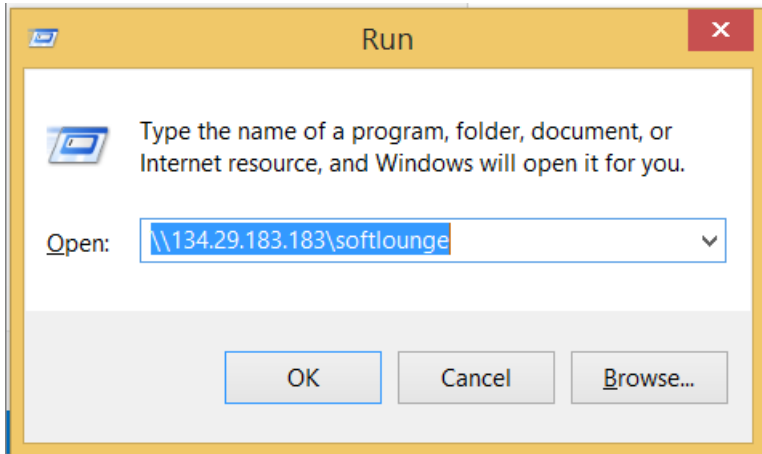 Run
Type the name of a program, folder, document, or
Internet resource, and Windows will open it for you.
Open: \\134.29.183.183\softlounge
OK Cancel Browse...